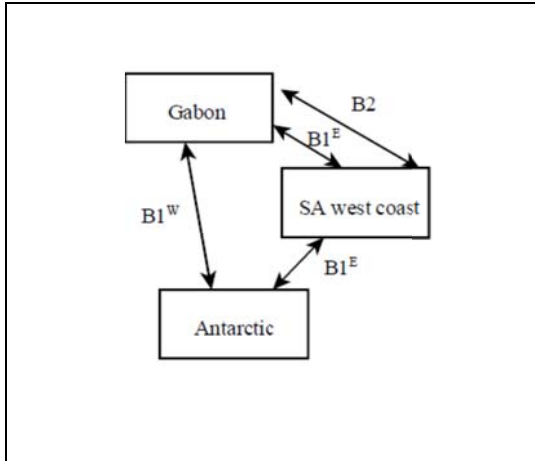 Gabon
B2
B1ᴱ
SA west coast
B1ᵂ
B1ᴱ
Antarctic